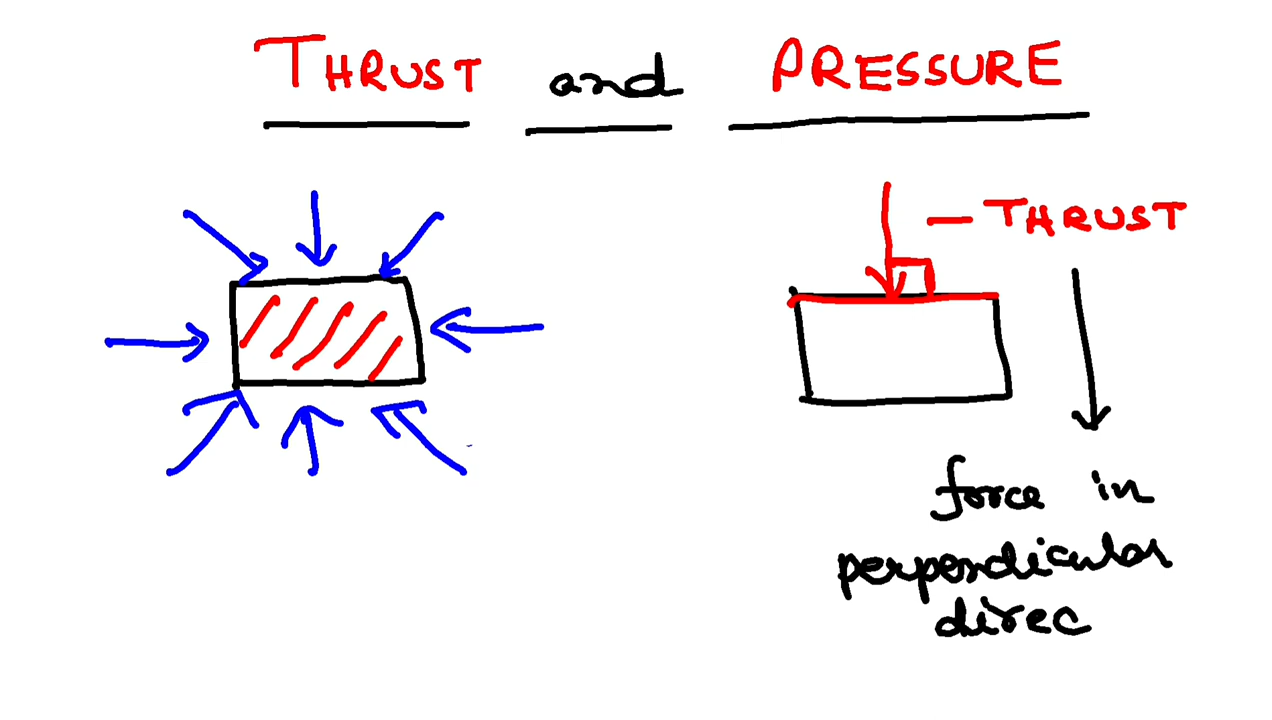 THRUST and PRESSURE
— THRUST
force in
perpendicular
direc